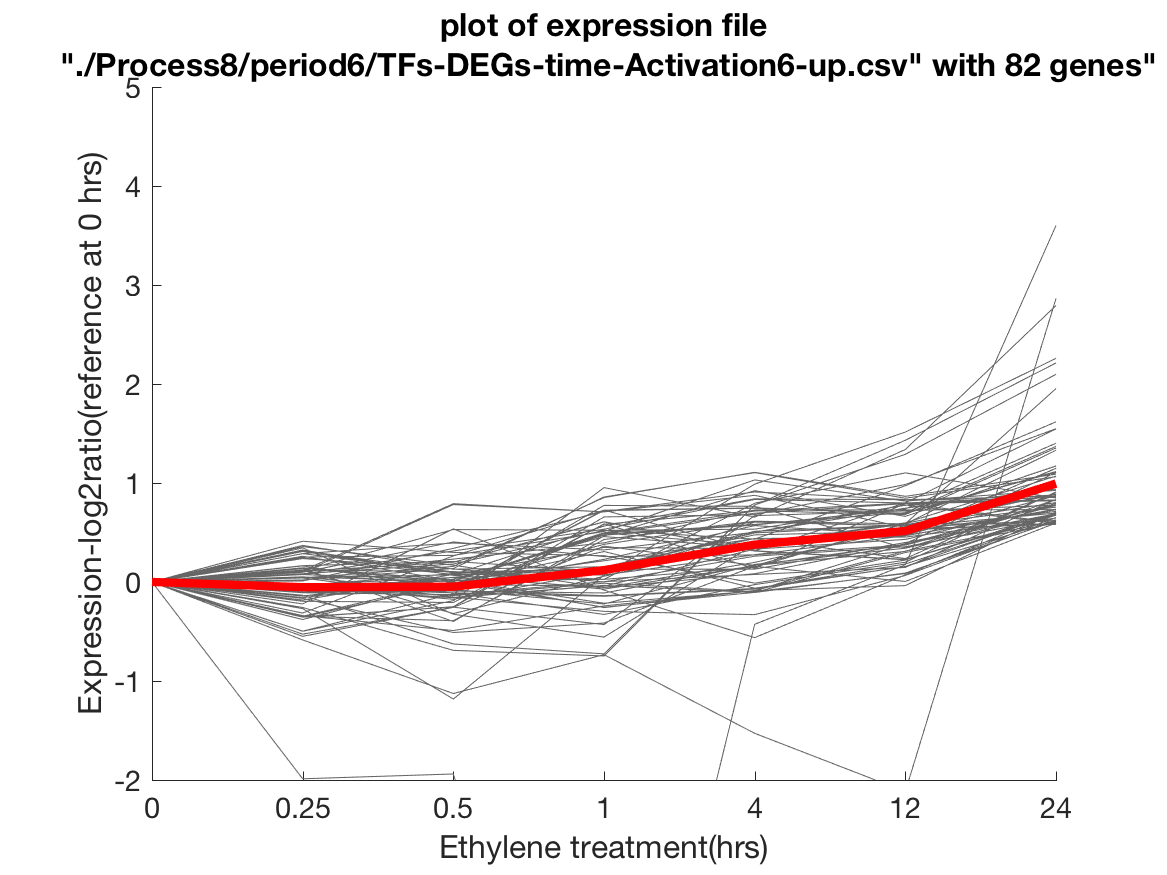 plot of expression file
"./Process8/period6/TFs-DEGs-time-Activation6-up.csv" with 82 genes"
Expression-log2ratio(reference at 0 hrs)
5
4
3
2
1
0
-1
-2
0 0.25 0.5 1 4 12 24
Ethylene treatment(hrs)